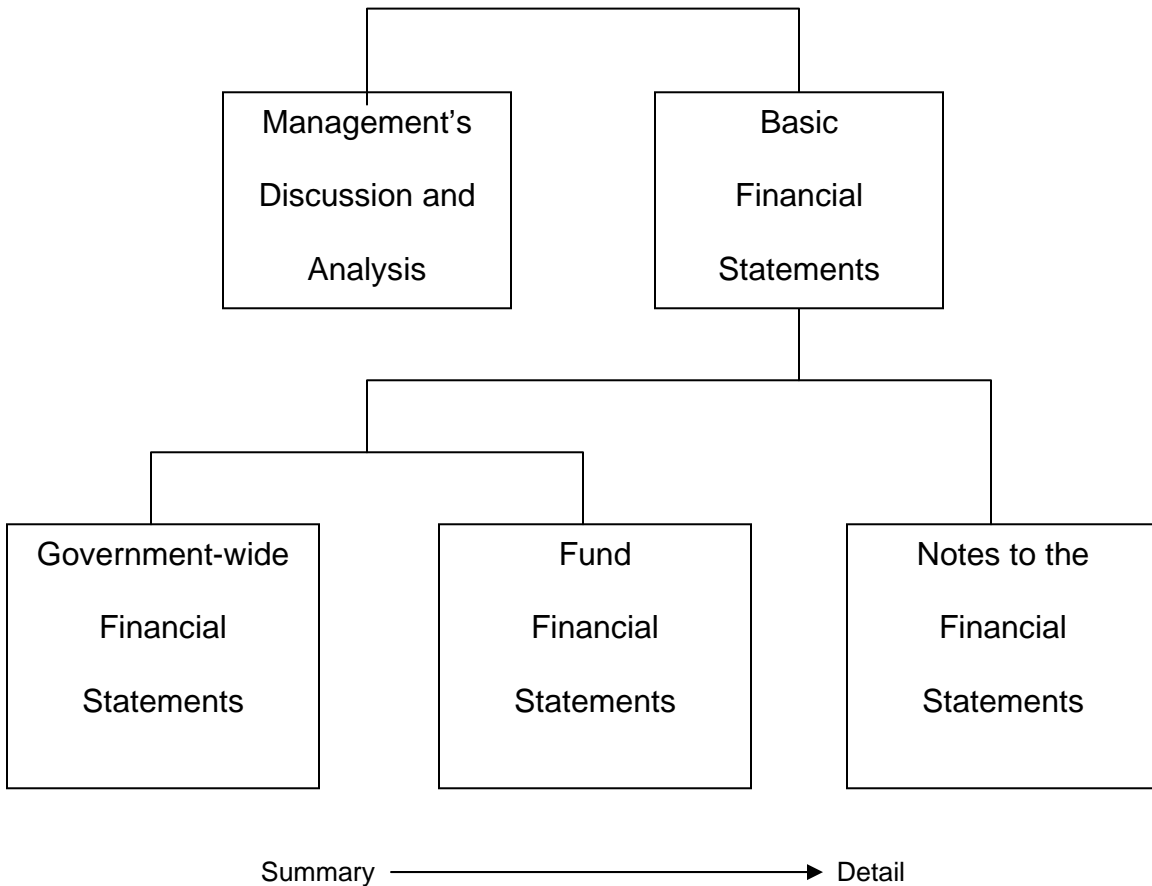 Management’s
Discussion and
Analysis
Basic
Financial
Statements
Government-wide
Financial
Statements
Fund
Financial
Statements
Notes to the
Financial
Statements
Summary
Detail